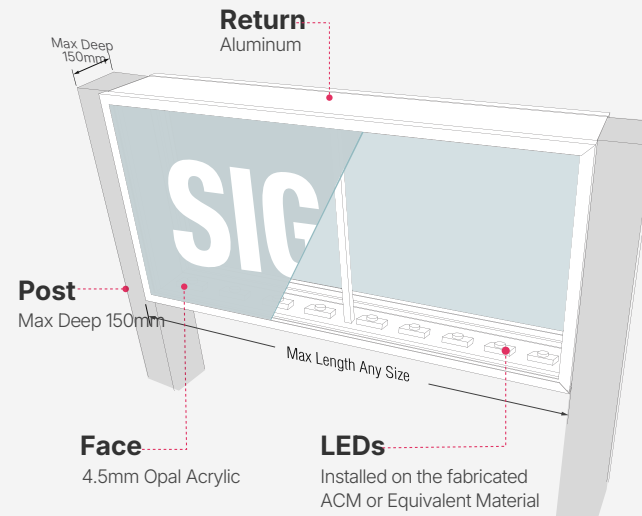 Return
Aluminum
Max Deep
150mm
SIG
Post
Max Deep 150mm
Max Length Any Size
Face
4.5mm Opal Acrylic
LEDs
Installed on the fabricated
ACM or Equivalent Material